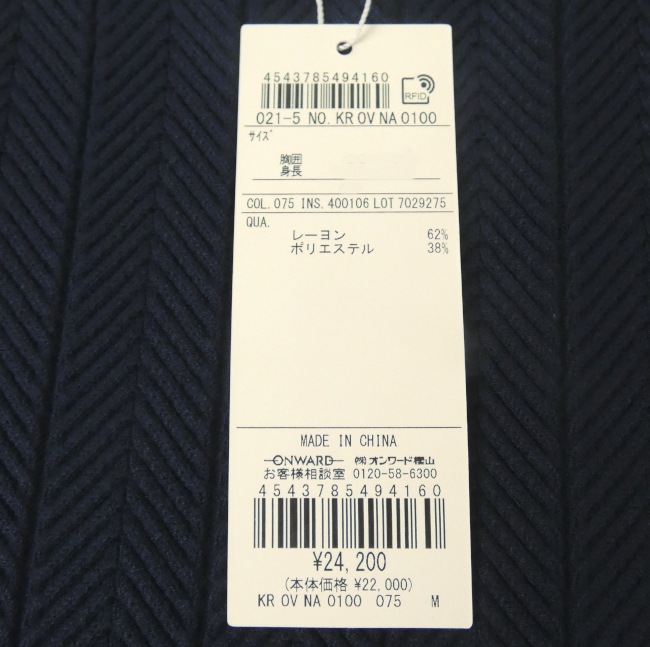 4543785494160
RFID
021-5 NO. KR OV NA 0100
ｻｲｽﾞ
胸囲
身長
COL. 075 INS. 400106 LOT 7029275
QUA.
レーヨン 62%
ポリエステル 38%
MADE IN CHINA
ONWARD ㈱オンワード樫山
お客様相談室 0120-58-6300
4543785494160
¥24,200
(本体価格 ¥22,000)
KR OV NA 0100 075 M